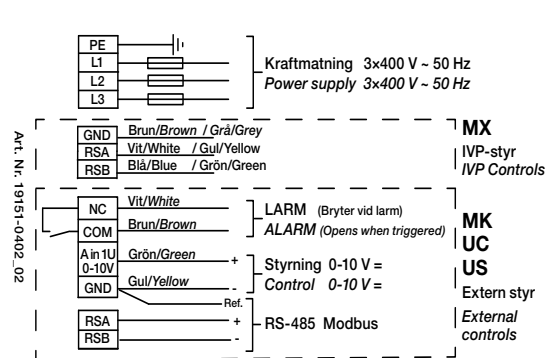 PE
L1
L2
L3
Kraftmatning 3×400 V ~ 50 Hz
Power supply 3×400 V ~ 50 Hz
Art. Nr. 19151-0402_02
GND Brun/Brown / Grå/Grey
RSA Vit/White / Gul/Yellow
RSB Blå/Blue / Grön/Green
MX
IVP-styr
IVP Controls
NC Vit/White
COM Brun/Brown
LARM (Bryter vid larm)
ALARM (Opens when triggered)
A in 1U
0-10V
Grön/Green +
GND Gul/Yellow -
Styrning 0-10 V =
Control 0-10 V =
Ref.
RSA +
RSB -
RS-485 Modbus
MK
UC
US
Extern styr
External
controls